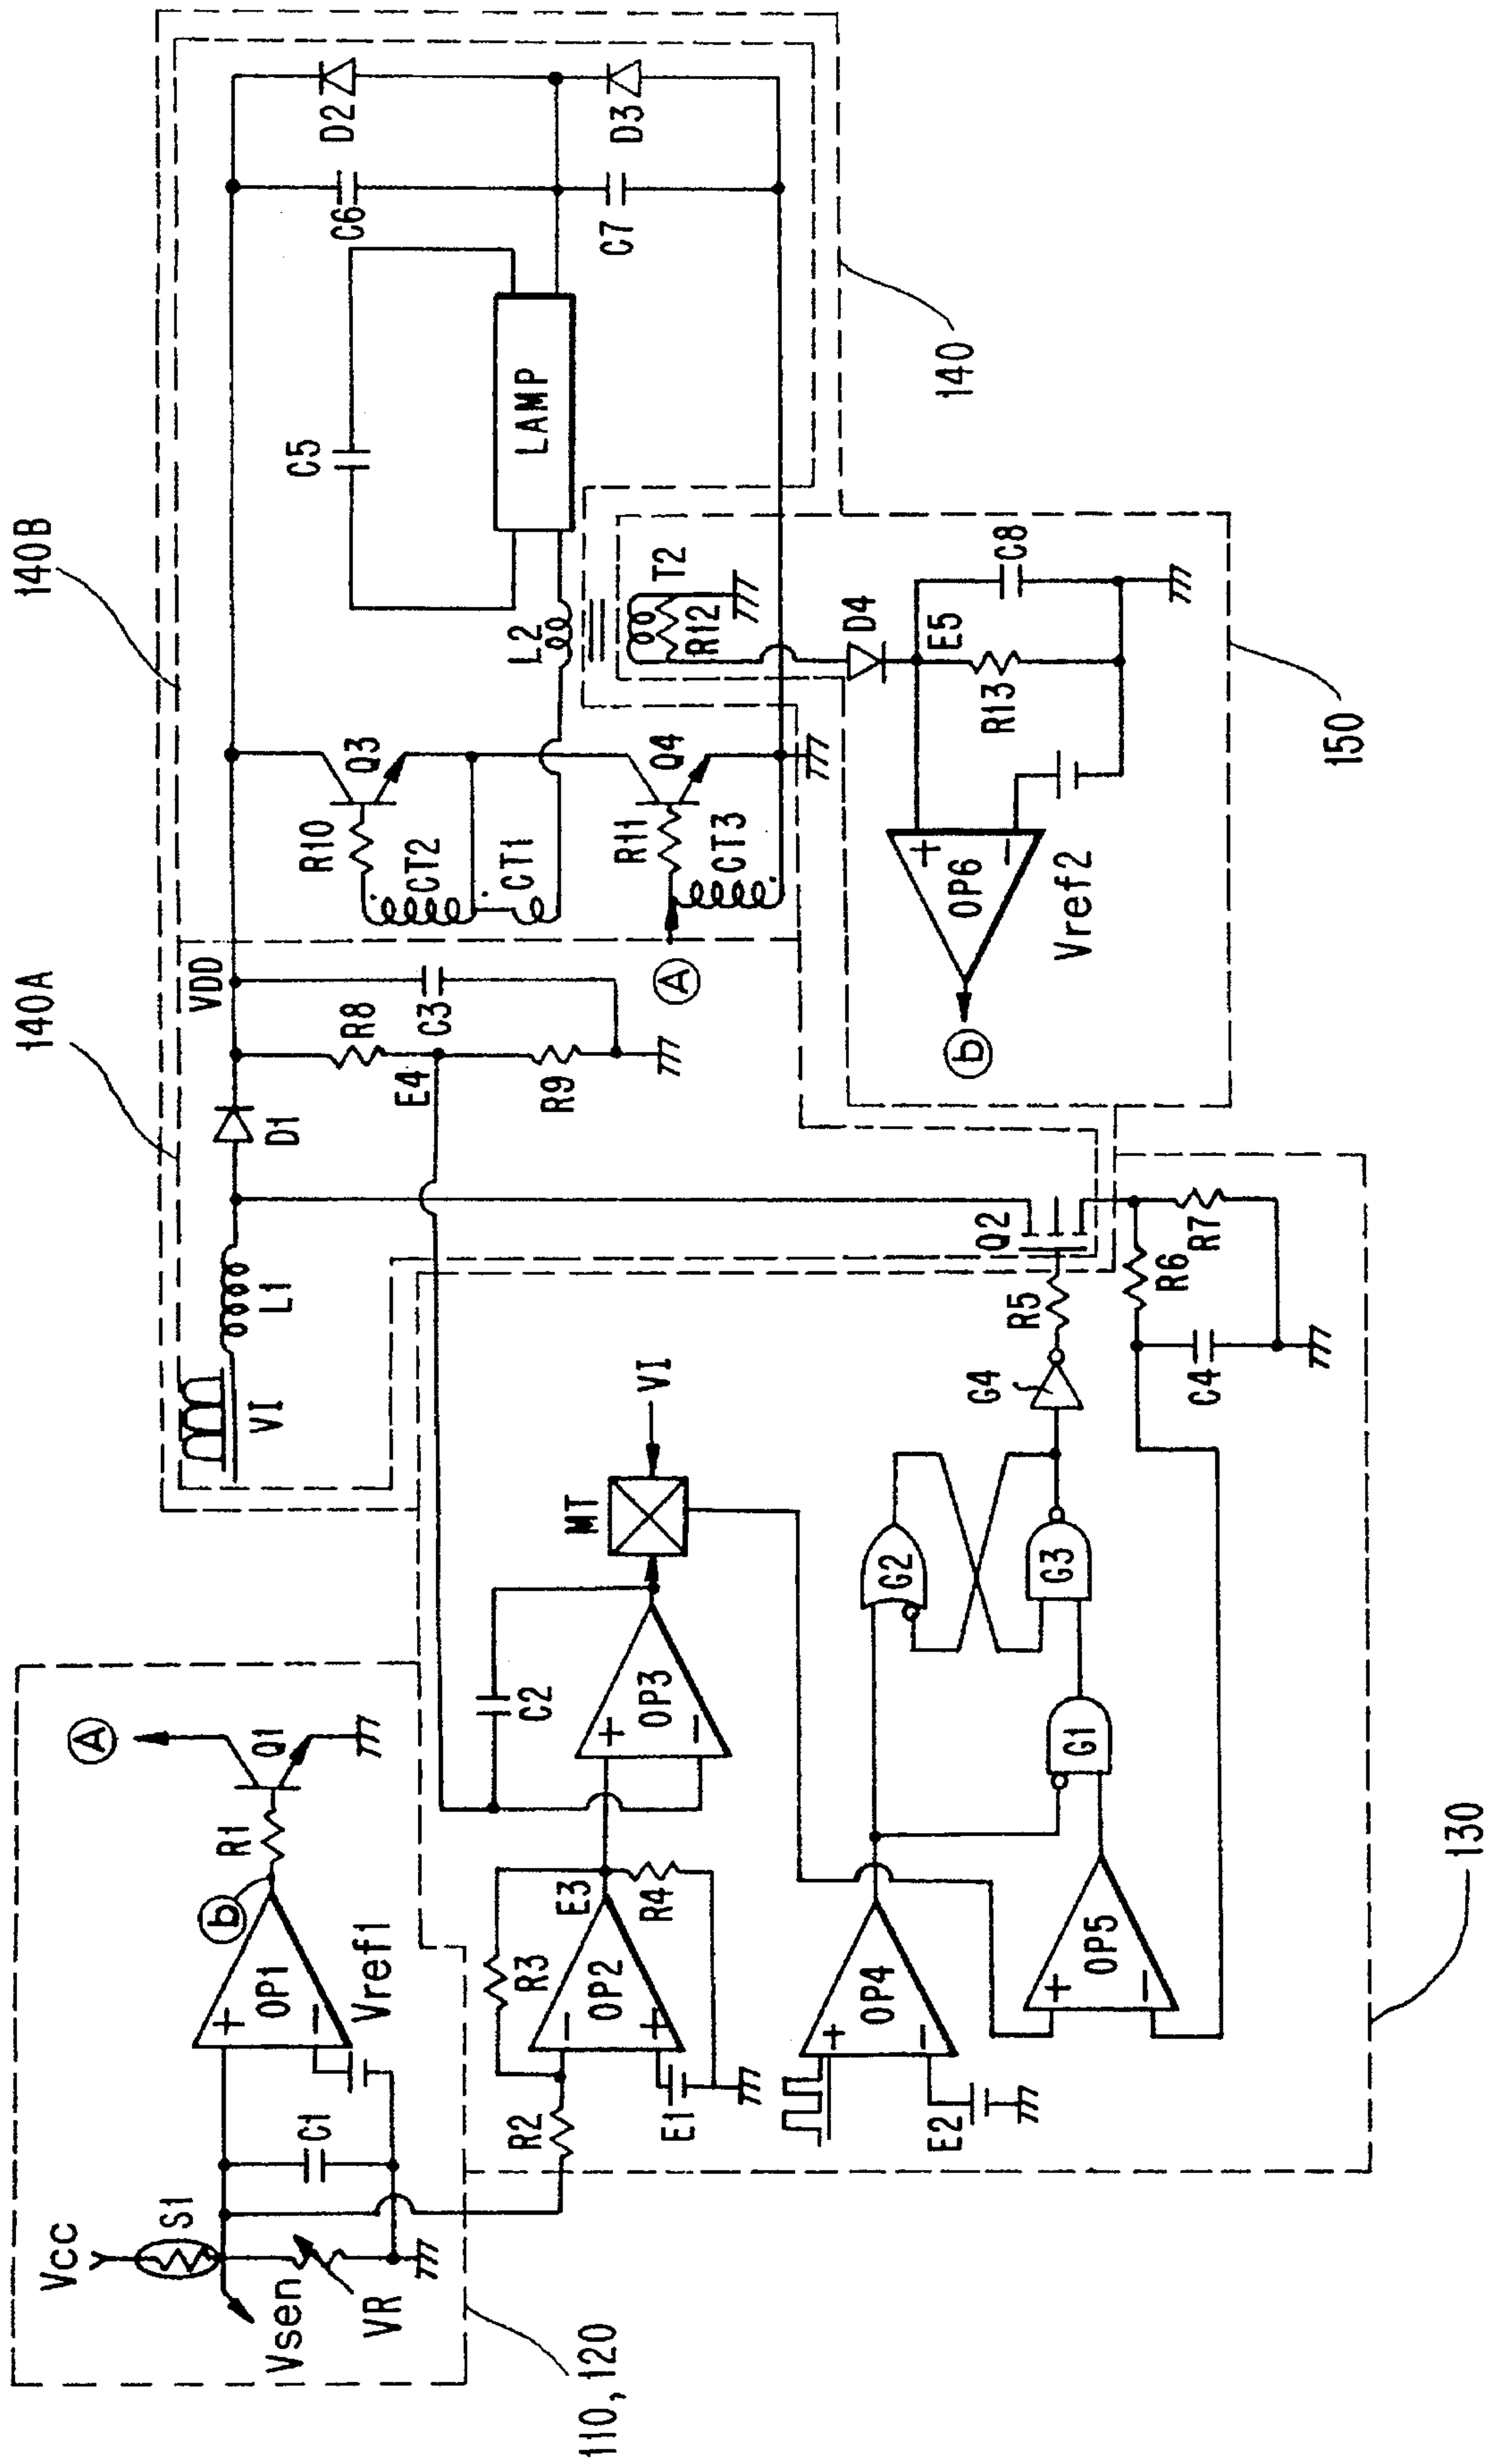 110, 120
Vcc
S1
Vsen
VR
C1
Vref1
+
−
OP1
b
R1
Q1
A
R2
R3
E1
−
+
OP2
E3
R4
C2
+
−
OP3
MT
VI
E2
+
−
OP4
+
−
OP5
G1
G2
G3
G4
R5
Q2
R6
R7
C4
130
140A
VI
L1
D1
VDD
R8
E4
C3
R9
A
140B
R10
Q3
CT2
CT1
R11
Q4
CT3
L2
C5
LAMP
C6
C7
D2
D3
140
T2
R12
D4
E5
C8
R13
+
−
OP6
Vref2
b
150